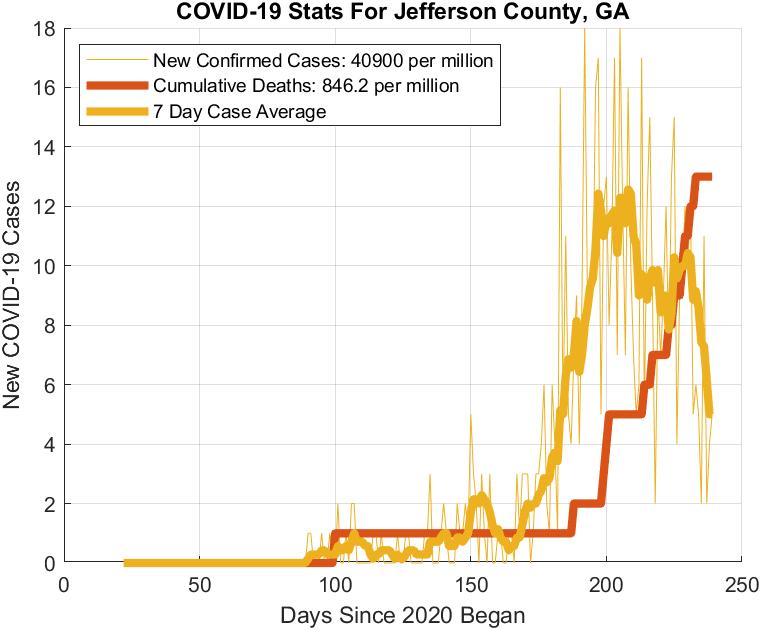 COVID-19 Stats For Jefferson County, GA
New Confirmed Cases: 40900 per million
Cumulative Deaths: 846.2 per million
7 Day Case Average
New COVID-19 Cases
18
16
14
12
10
8
6
4
2
0
0 50 100 150 200 250
Days Since 2020 Began